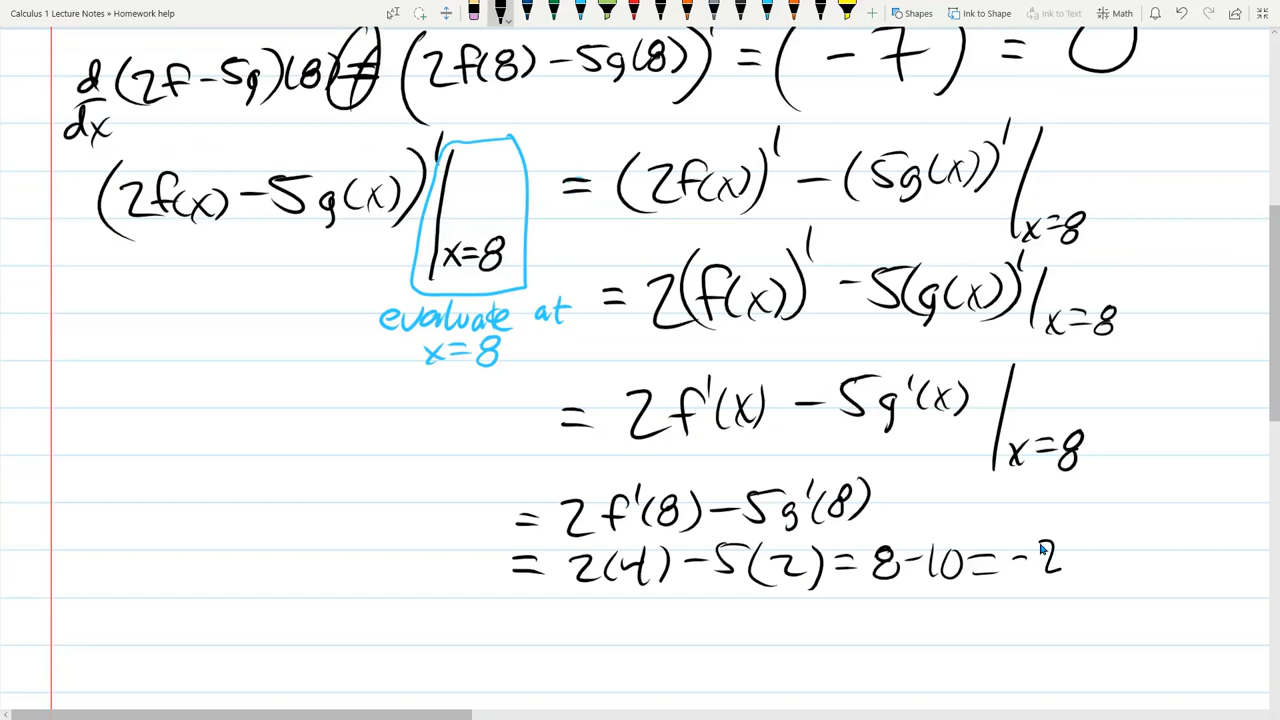 Calculus 1 Lecture Notes » Homework help
Shapes Ink to Shape Ink to Text Math
d/dx (2f-5g)(8) ≠ (2f(8) - 5g(8))' = (-7)' = 0
(2f(x) - 5g(x))' |x=8 = (2f(x))' - (5g(x))' |x=8
evaluate at
x=8
= 2(f(x))' - 5(g(x))' |x=8
= 2f'(x) - 5g'(x) |x=8
= 2f'(8) - 5g'(8)
= 2(4) - 5(2) = 8-10 = -2